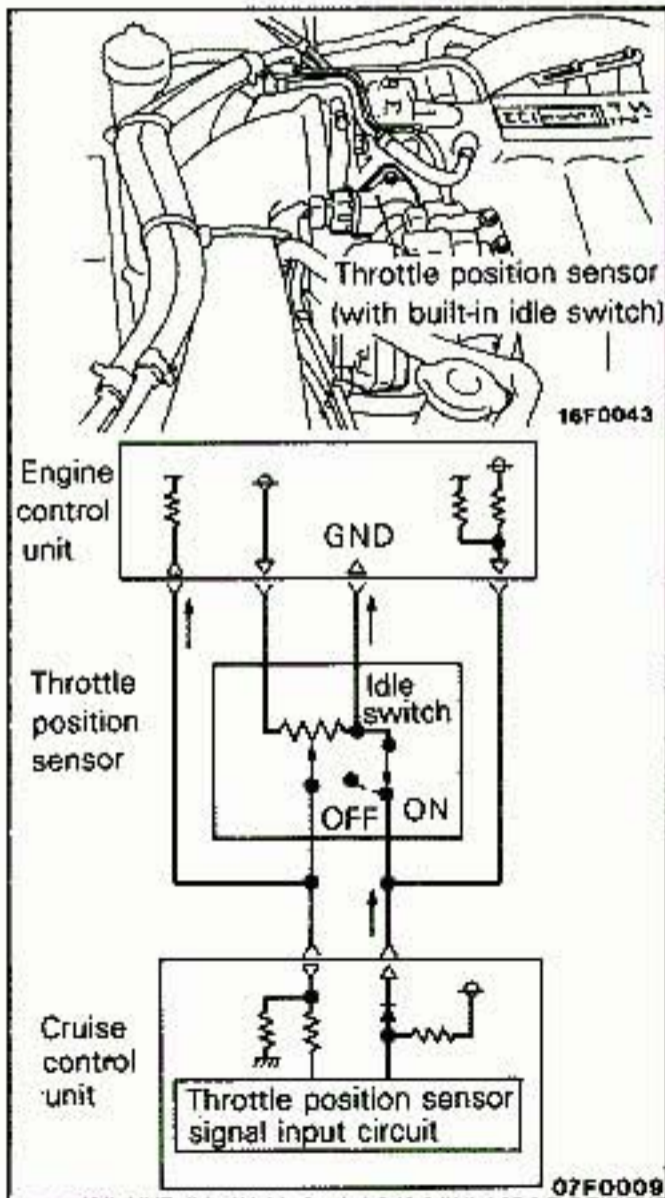 Throttle position sensor
(with built-in idle switch)
16F0043
Engine
control
unit
GND
Throttle
position
sensor
Idle
switch
OFF
ON
Cruise
control
unit
Throttle position sensor
signal input circuit
07F0009